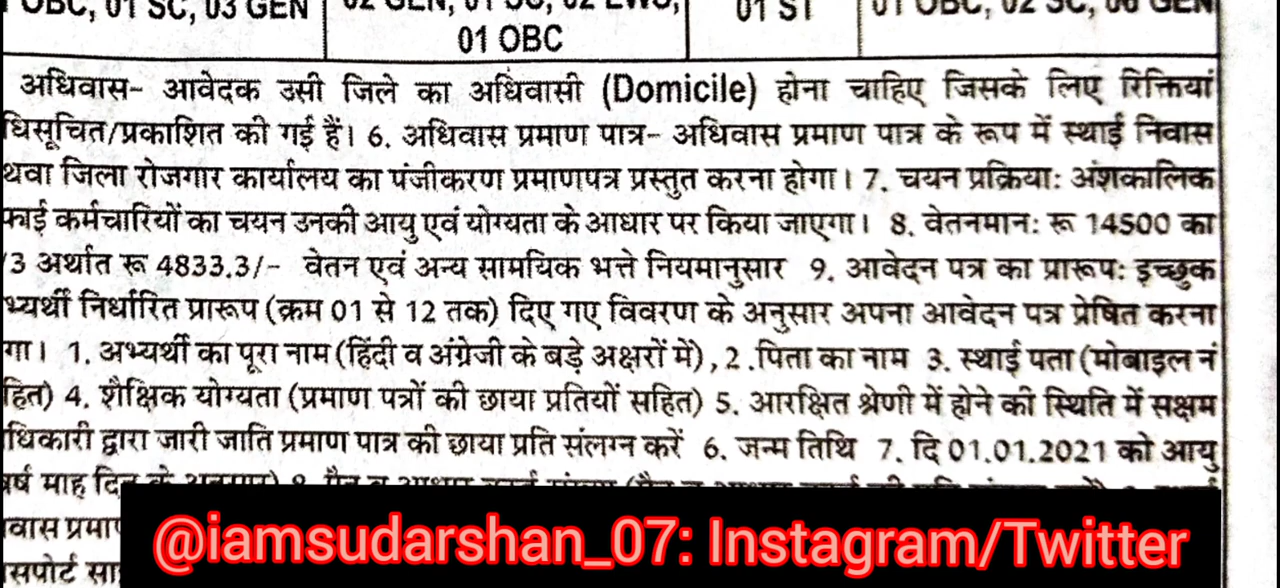 OBC, 01 SC, 03 GEN
02 GEN, 01 SC, 02 EWS,
01 OBC
01 ST
01 OBC, 02 SC, 06 GEN
अधिवास- आवेदक उसी जिले का अधिवासी (Domicile) होना चाहिए जिसके लिए रिक्तियां
धिसूचित/प्रकाशित की गई हैं। 6. अधिवास प्रमाण पात्र- अधिवास प्रमाण पात्र के रूप में स्थाई निवास
थवा जिला रोजगार कार्यालय का पंजीकरण प्रमाणपत्र प्रस्तुत करना होगा। 7. चयन प्रक्रियाः अंशकालिक
फाई कर्मचारियों का चयन उनकी आयु एवं योग्यता के आधार पर किया जाएगा। 8. वेतनमानः रू 14500 का
/3 अर्थात रू 4833.3/- वेतन एवं अन्य सामयिक भत्ते नियमानुसार 9. आवेदन पत्र का प्रारूपः इच्छुक
भ्यर्थी निर्धारित प्रारूप (क्रम 01 से 12 तक) दिए गए विवरण के अनुसार अपना आवेदन पत्र प्रेषित करना
गा। 1. अभ्यर्थी का पूरा नाम (हिंदी व अंग्रेजी के बड़े अक्षरों में), 2.पिता का नाम 3. स्थाई पता (मोबाइल नं
हित) 4. शैक्षिक योग्यता (प्रमाण पत्रों की छाया प्रतियों सहित) 5. आरक्षित श्रेणी में होने की स्थिति में सक्षम
धिकारी द्वारा जारी जाति प्रमाण पात्र की छाया प्रति संलग्न करें 6. जन्म तिथि 7. दि 01.01.2021 को आयु
वर्ष माह दिन के अनुसार) 8.
वास प्रमाण
सपोर्ट सा
@iamsudarshan_07: Instagram/Twitter